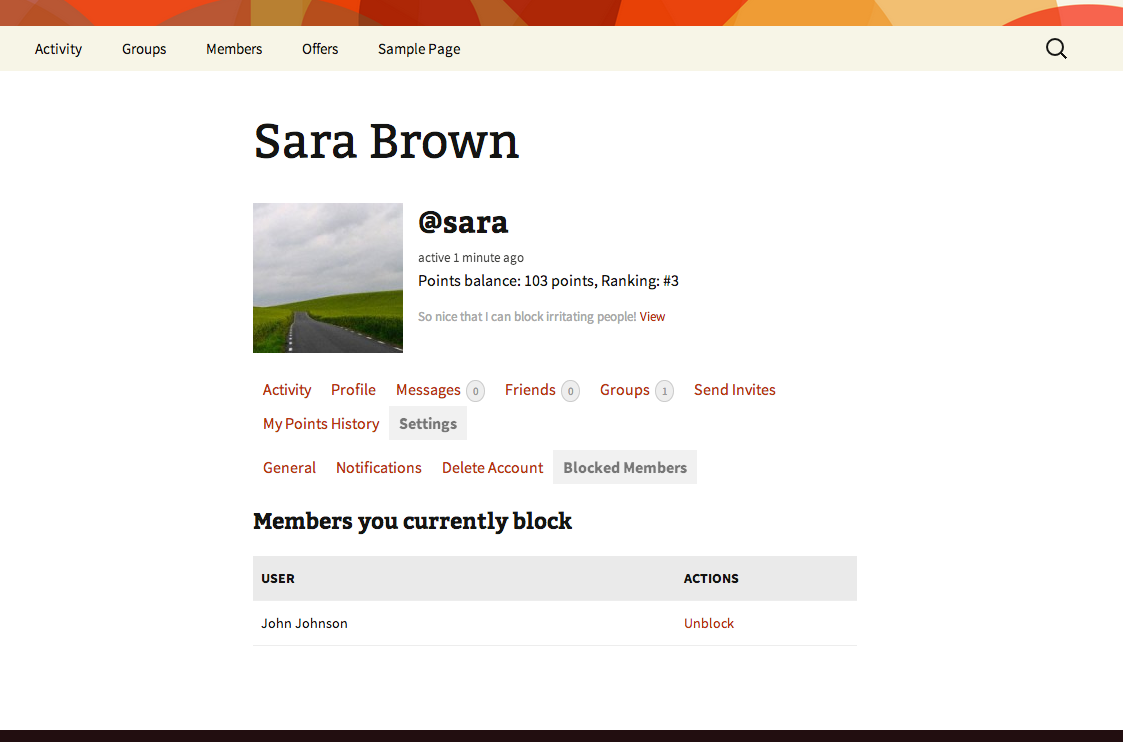 Activity Groups Members Offers Sample Page
Sara Brown
@sara
active 1 minute ago
Points balance: 103 points, Ranking: #3
So nice that I can block irritating people! View
Activity Profile Messages 0 Friends 0 Groups 1 Send Invites
My Points History Settings
General Notifications Delete Account Blocked Members
Members you currently block
USER ACTIONS
John Johnson Unblock